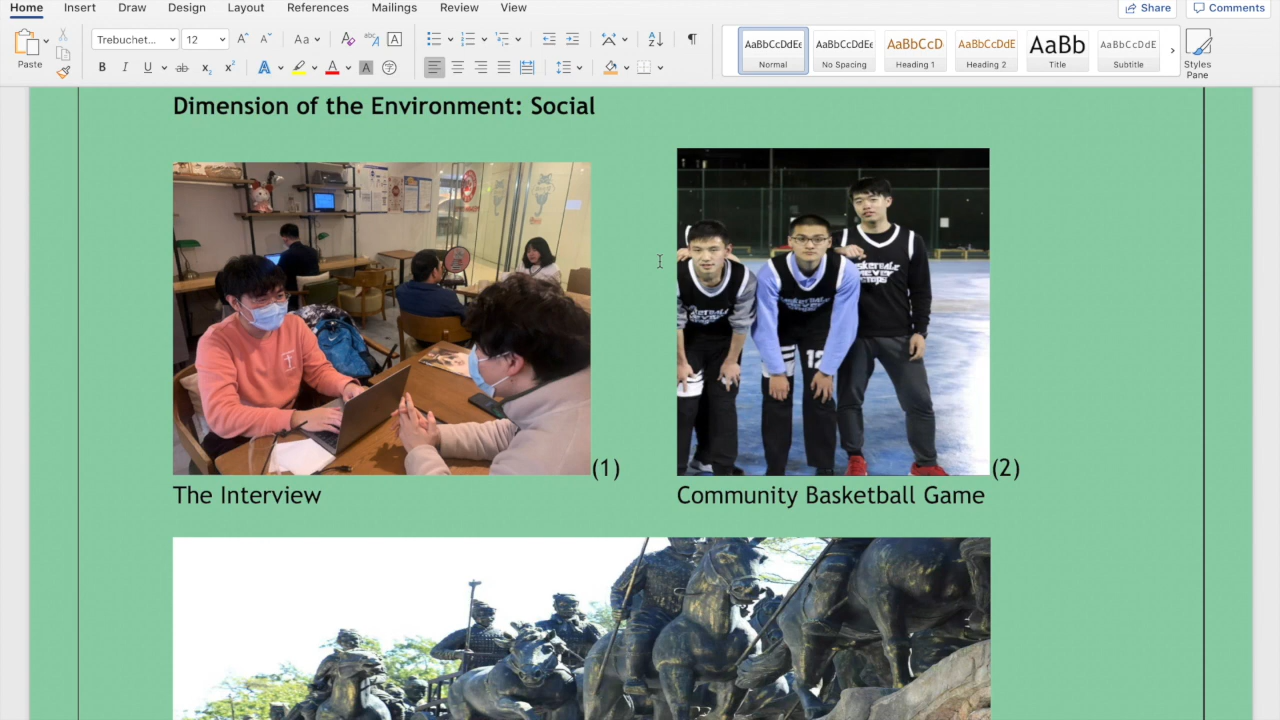 Home Insert Draw Design Layout References Mailings Review View Share Comments
Trebuchet... 12 Aa
Paste
AaBbCcDdEe AaBbCcDdEe AaBbCcD AaBbCcDdE AaBb AaBbCcDdE
Normal No Spacing Heading 1 Heading 2 Title Subtitle
Styles
Pane
Dimension of the Environment: Social
12
(1) (2)
The Interview Community Basketball Game